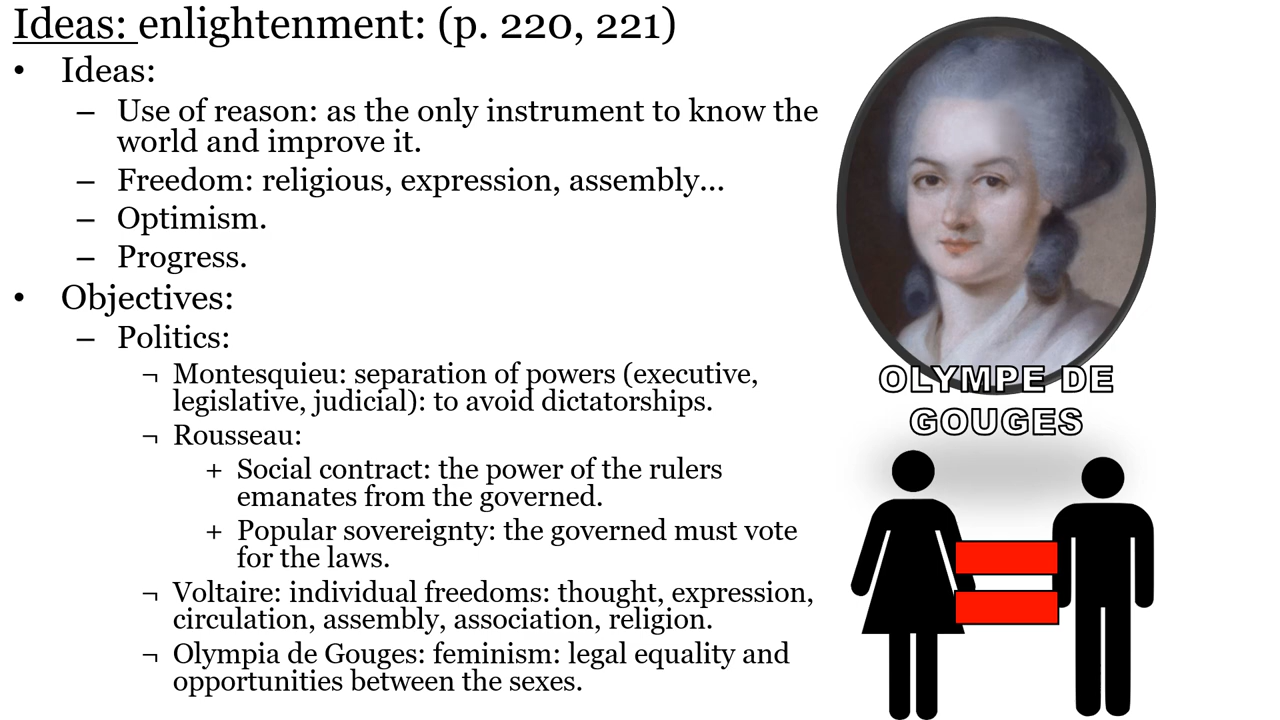 Ideas: enlightenment: (p. 220, 221)
• Ideas:
– Use of reason: as the only instrument to know the
world and improve it.
– Freedom: religious, expression, assembly...
– Optimism.
– Progress.
• Objectives:
– Politics:
¬ Montesquieu: separation of powers (executive,
legislative, judicial): to avoid dictatorships.
¬ Rousseau:
+ Social contract: the power of the rulers
emanates from the governed.
+ Popular sovereignty: the governed must vote
for the laws.
¬ Voltaire: individual freedoms: thought, expression,
circulation, assembly, association, religion.
¬ Olympia de Gouges: feminism: legal equality and
opportunities between the sexes.
OLYMPE DE
GOUGES